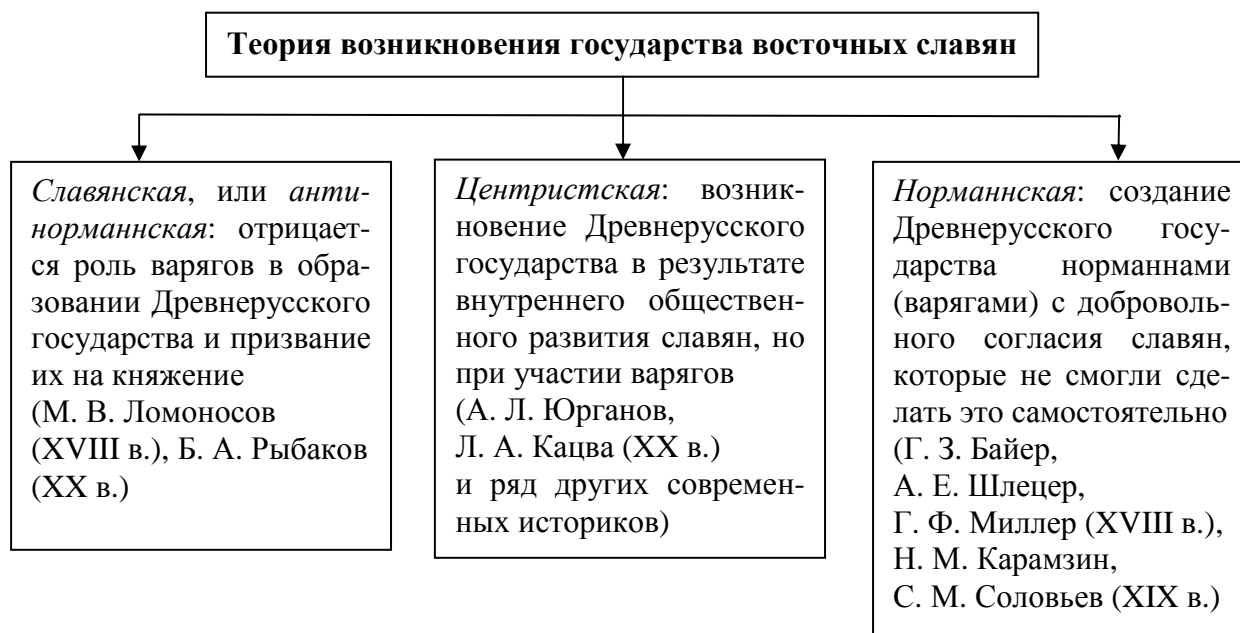 Теория возникновения государства восточных славян
Славянская, или анти-
норманнская: отрицает-
ся роль варягов в обра-
зовании Древнерусского
государства и призвание
их на княжение
(М. В. Ломоносов
(XVIII в.), Б. А. Рыбаков
(XX в.)
Центристская: возник-
новение Древнерусского
государства в результате
внутреннего обществен-
ного развития славян, но
при участии варягов
(А. Л. Юрганов,
Л. А. Кацва (XX в.)
и ряд других современ-
ных историков)
Норманнская: создание
Древнерусского госу-
дарства норманнами
(варягами) с доброволь-
ного согласия славян,
которые не смогли сде-
лать это самостоятельно
(Г. З. Байер,
А. Е. Шлецер,
Г. Ф. Миллер (XVIII в.),
Н. М. Карамзин,
С. М. Соловьев (XIX в.)